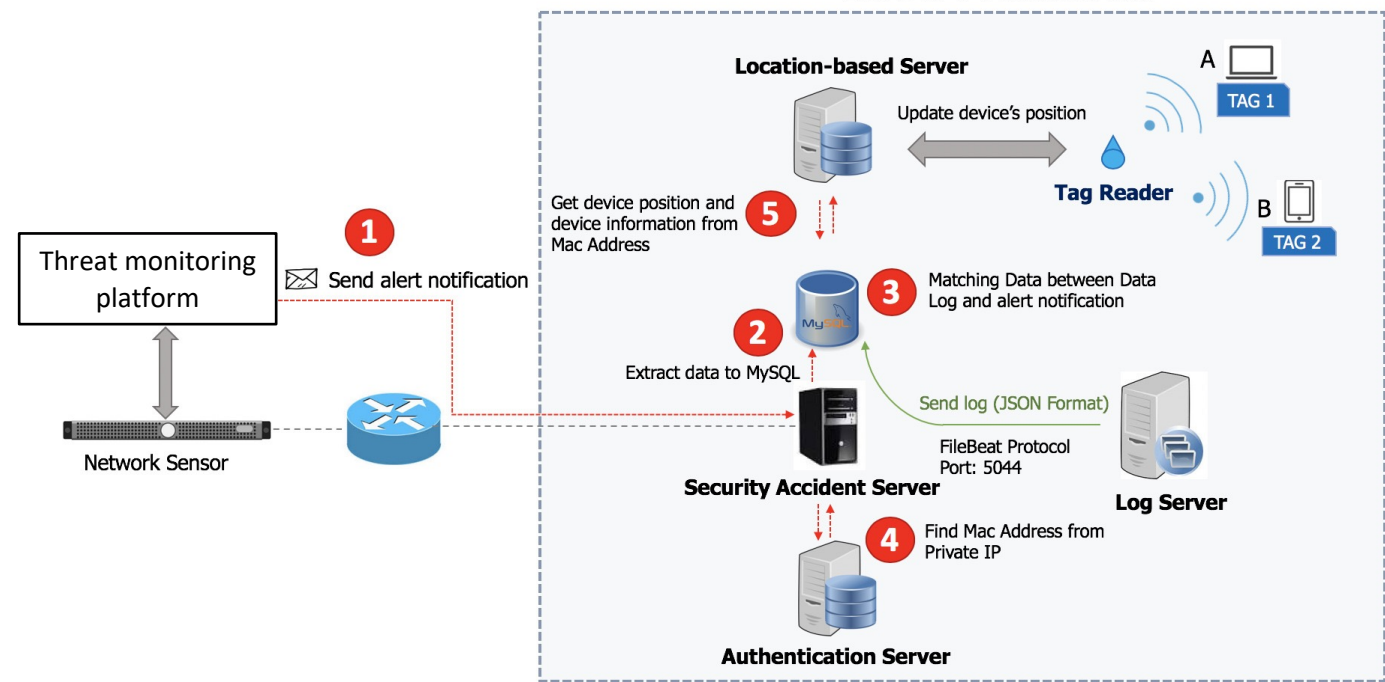 Location-based Server
A
TAG 1
Update device's position
Tag Reader
B
TAG 2
5
Get device position and
device information from
Mac Address
1
Send alert notification
Threat monitoring
platform
MySQL
3
Matching Data between Data
Log and alert notification
2
Extract data to MySQL
Send log (JSON Format)
FileBeat Protocol
Port: 5044
Network Sensor
Security Accident Server
Log Server
4
Find Mac Address from
Private IP
Authentication Server